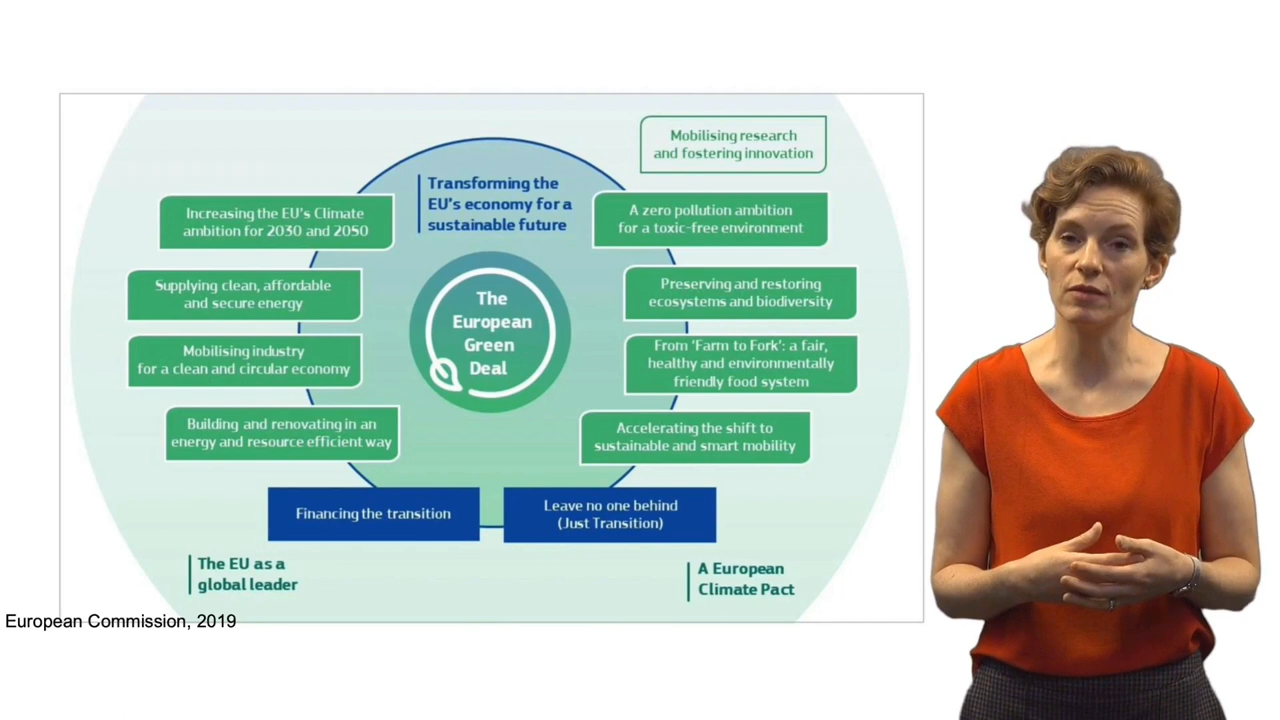 Mobilising research
and fostering innovation
Transforming the
EU's economy for a
sustainable future
Increasing the EU's Climate
ambition for 2030 and 2050
A zero pollution ambition
for a toxic-free environment
Supplying clean, affordable
and secure energy
Preserving and restoring
ecosystems and biodiversity
The
European
Green
Deal
Mobilising industry
for a clean and circular economy
From 'Farm to Fork': a fair,
healthy and environmentally
friendly food system
Building and renovating in an
energy and resource efficient way
Accelerating the shift to
sustainable and smart mobility
Financing the transition
Leave no one behind
(Just Transition)
The EU as a
global leader
A European
Climate Pact
European Commission, 2019